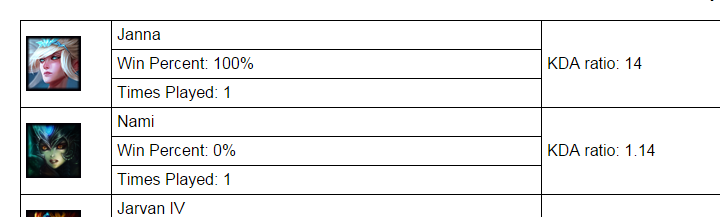 Janna
Win Percent: 100%
KDA ratio: 14
Times Played: 1
Nami
Win Percent: 0%
KDA ratio: 1.14
Times Played: 1
Jarvan IV